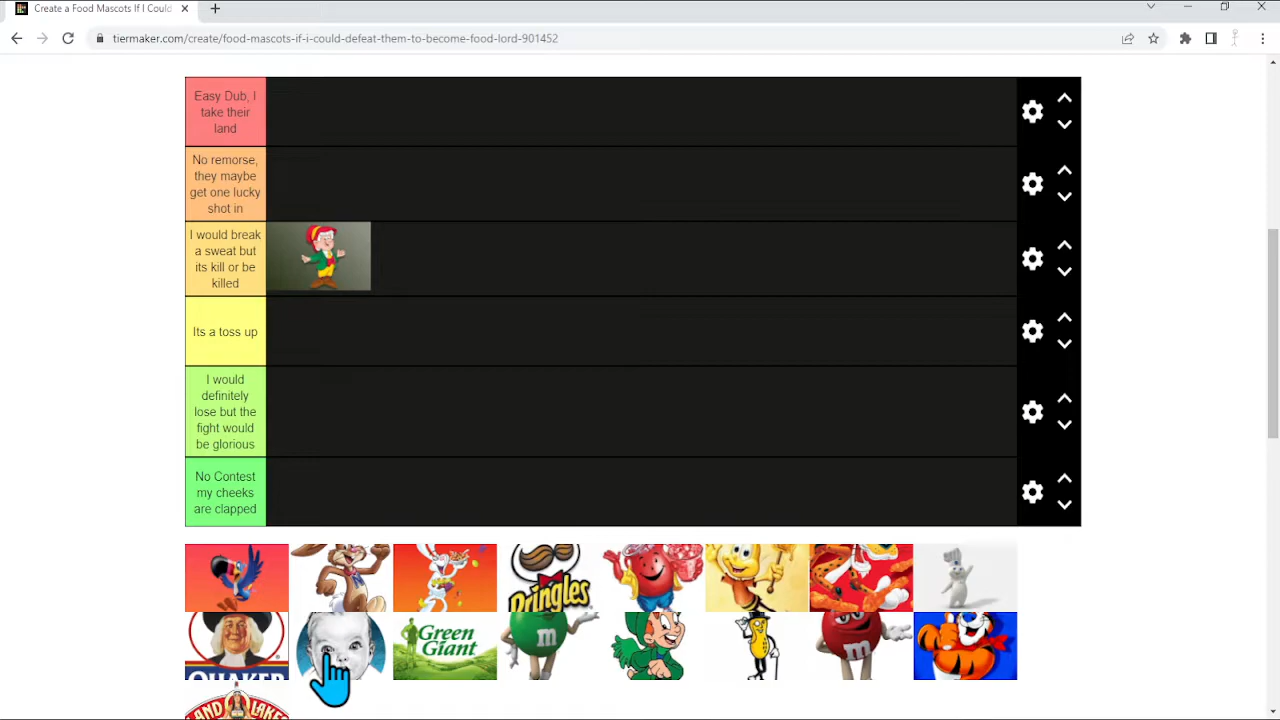 Create a Food Mascots If I Could
tiermaker.com/create/food-mascots-if-i-could-defeat-them-to-become-food-lord-901452
Easy Dub, I
take their
land
No remorse,
they maybe
get one lucky
shot in
I would break
a sweat but
its kill or be
killed
Its a toss up
I would
definitely
lose but the
fight would
be glorious
No Contest
my cheeks
are clapped
Pringles
QUAKER
Green
Giant
m
m
LAND O LAKES